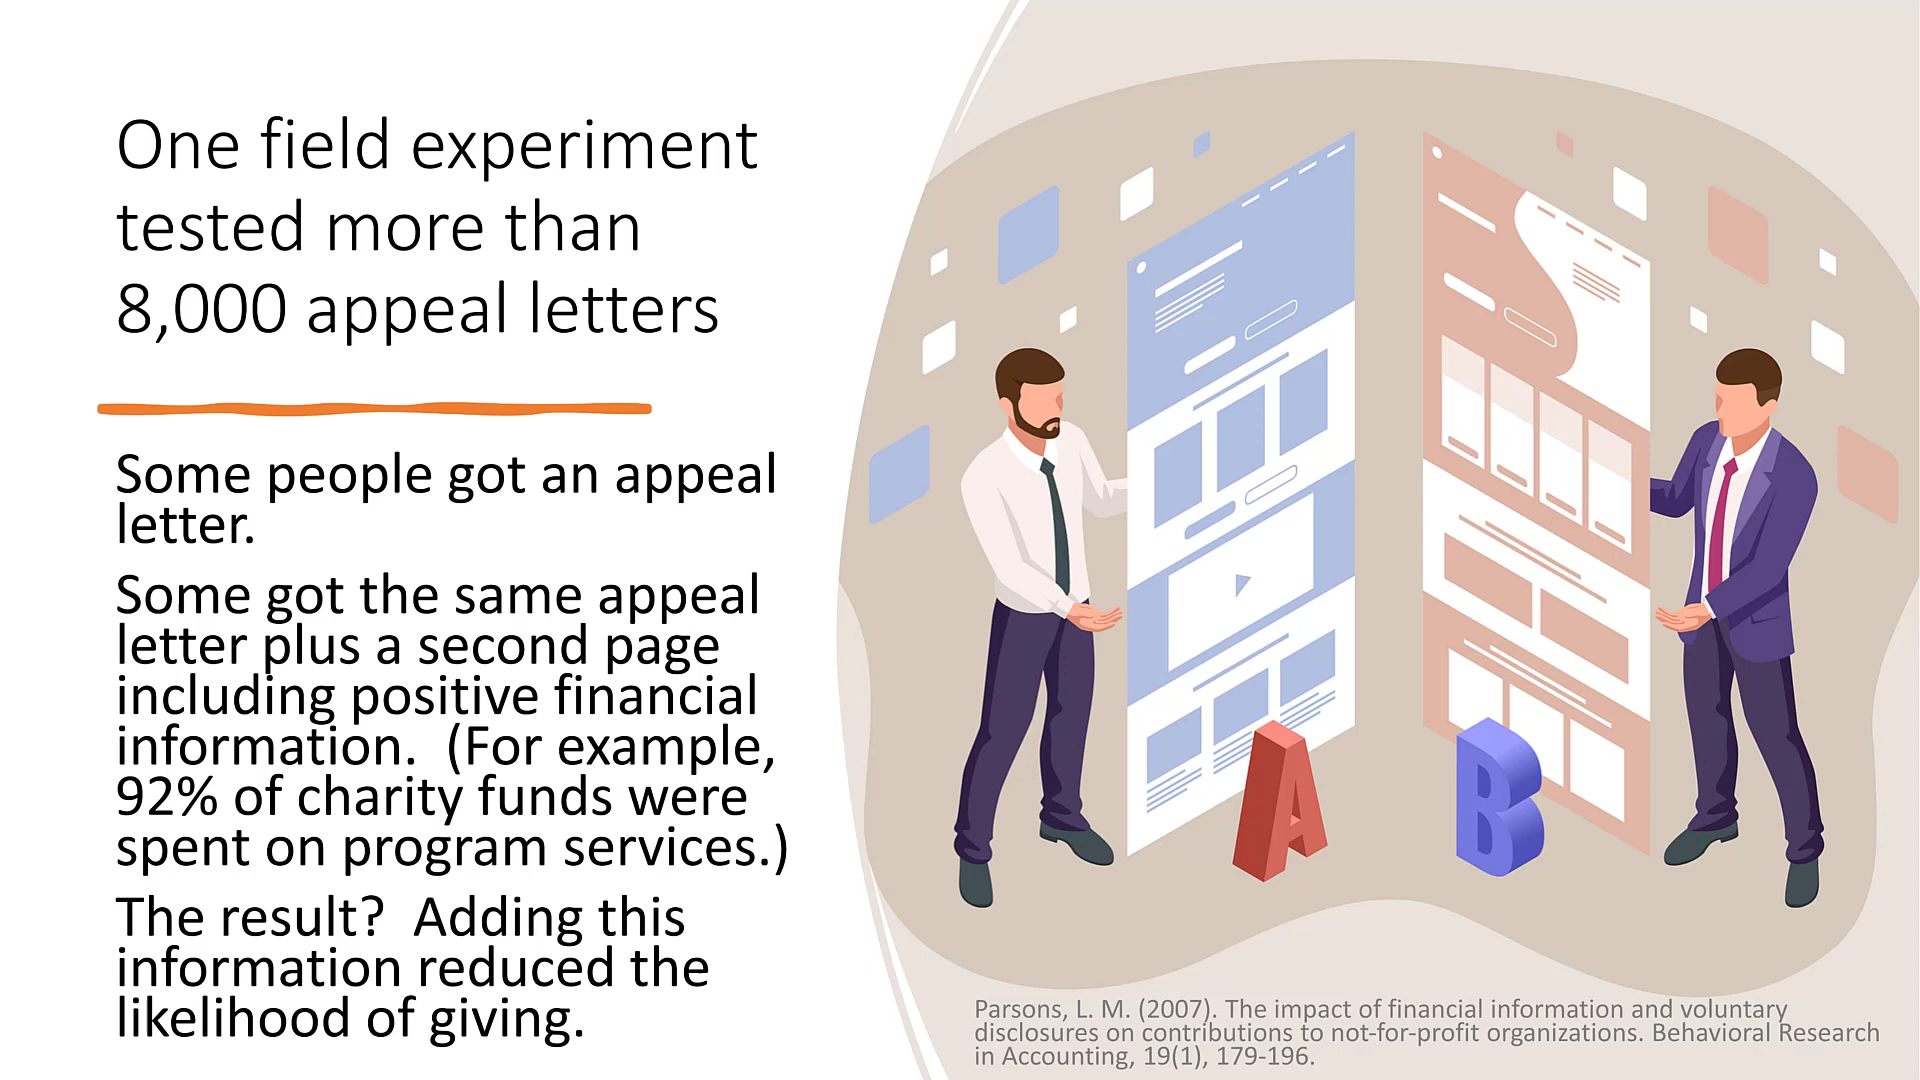 One field experiment
tested more than
8,000 appeal letters
Some people got an appeal
letter.
Some got the same appeal
letter plus a second page
including positive financial
information.  (For example,
92% of charity funds were
spent on program services.)
The result?  Adding this
information reduced the
likelihood of giving.
A
B
Parsons, L. M. (2007). The impact of financial information and voluntary
disclosures on contributions to not-for-profit organizations. Behavioral Research
in Accounting, 19(1), 179-196.